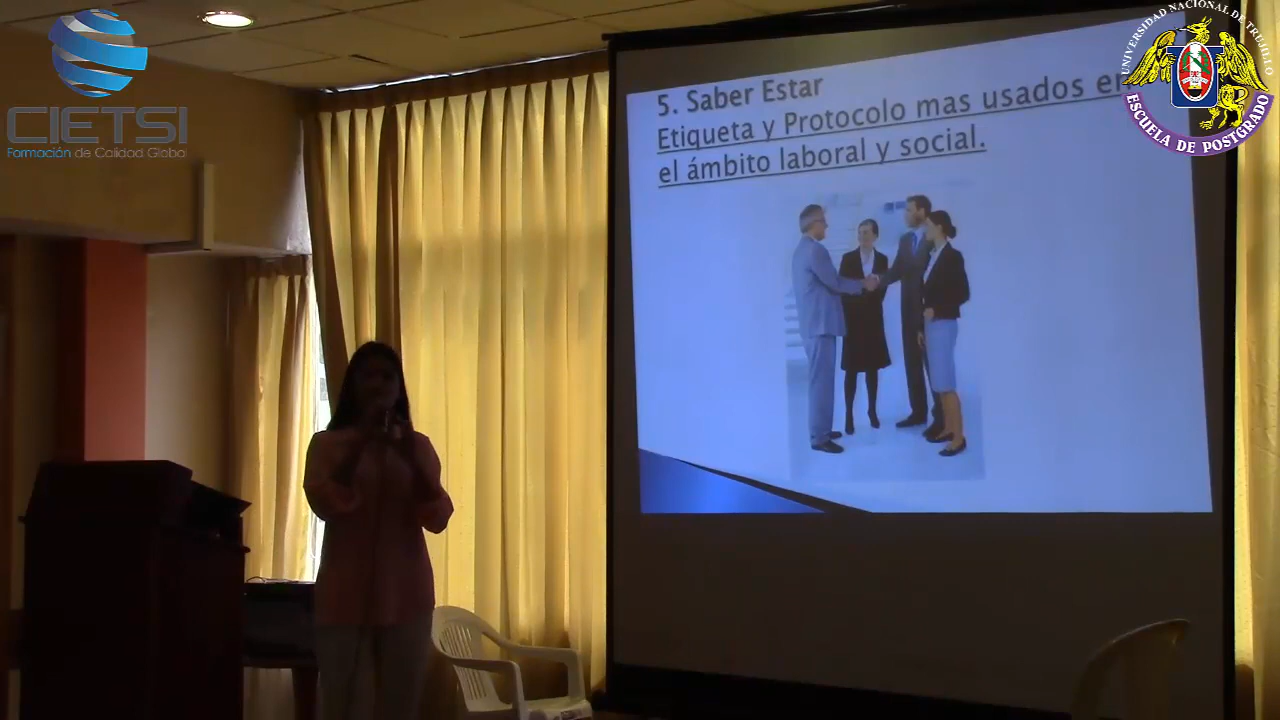 CIETSI
Formación de Calidad Global
5. Saber Estar
Etiqueta y Protocolo mas usados en
el ámbito laboral y social.
UNIVERSIDAD NACIONAL DE TRUJILLO
ESCUELA DE POSTGRADO